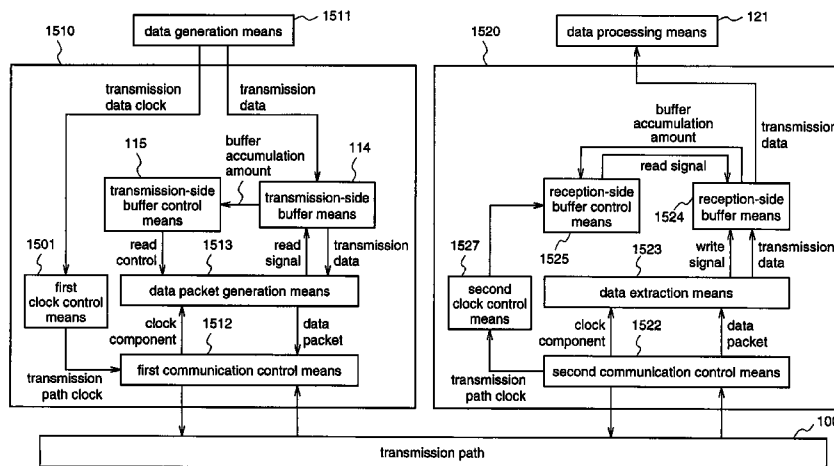 1510
data generation means
1511
transmission
data clock
transmission
data
115
buffer
accumulation
amount
114
transmission-side
buffer control
means
transmission-side
buffer means
1501
read
control
1513
read
signal
transmission
data
first
clock control
means
data packet generation means
clock
component
1512
data
packet
transmission
path clock
first communication control means
1520
data processing means
121
buffer
accumulation
amount
transmission
data
read signal
reception-side
buffer control
means
1525
1524
reception-side
buffer means
1527
1523
write
signal
transmission
data
second
clock control
means
data extraction means
clock
component
1522
data
packet
transmission
path clock
second communication control means
transmission path